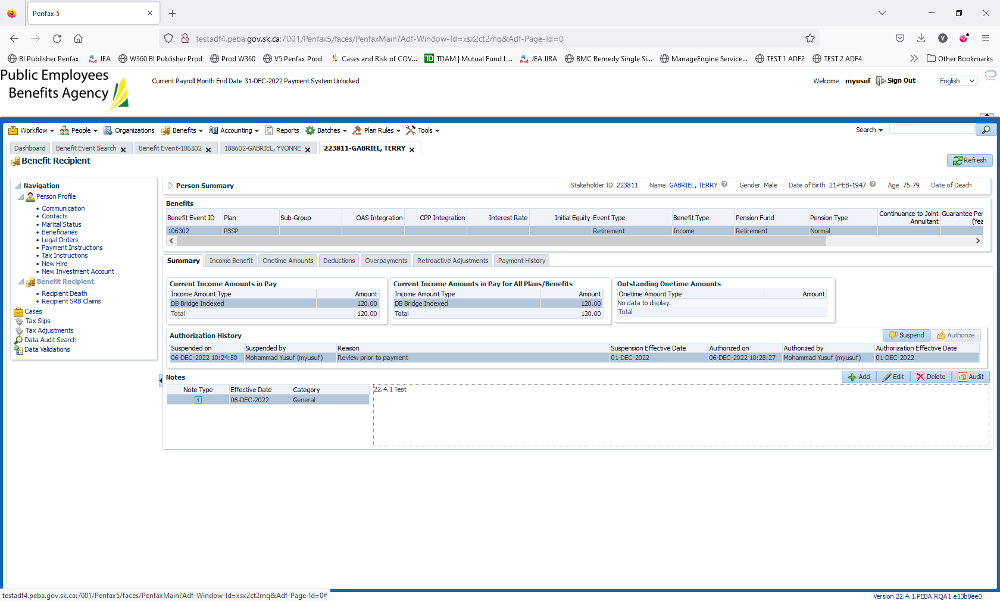 Penfax 5
testadf4.peba.gov.sk.ca:7001/Penfax5/faces/PenfaxMain?Adf-Window-Id=xsx2ct2mq&Adf-Page-Id=0
BI Publisher Penfax JEA W360 BI Publisher Prod Prod W360 V5 Penfax Prod Cases and Risk of COV... TDAM | Mutual Fund L... JEA JIRA BMC Remedy Single Si... ManageEngine Service... TEST 1 ADF2 TEST 2 ADF4 Other Bookmarks
Public Employees
Benefits Agency
Current Payroll Month End Date 31-DEC-2022 Payment System Unlocked
Welcome myusuf Sign Out English
Workflow People Organizations Benefits Accounting Reports Batches Plan Rules Tools Search
Dashboard Benefit Event Search Benefit Event-106302 188602-GABRIEL, YVONNE 223811-GABRIEL, TERRY
Benefit Recipient
Refresh
Navigation
Person Profile
Communication
Contacts
Marital Status
Beneficiaries
Legal Orders
Payment Instructions
Tax Instructions
New Hire
New Investment Account
Benefit Recipient
Recipient Death
Recipient SRB Claims
Cases
Tax Slips
Tax Adjustments
Data Audit Search
Data Validations
Person Summary Stakeholder ID 223811 Name GABRIEL, TERRY Gender Male Date of Birth 21-FEB-1947 Age 75.79 Date of Death
Benefits
Benefit Event ID Plan Sub-Group OAS Integration CPP Integration Interest Rate Initial Equity Event Type Benefit Type Pension Fund Pension Type Continuance to Joint Annuitant Guarantee Per (Yea
106302 PSSP Retirement Income Retirement Normal
Summary Income Benefit Onetime Amounts Deductions Overpayments Retroactive Adjustments Payment History
Current Income Amounts in Pay
Income Amount Type Amount
DB Bridge Indexed 120.00
Total 120.00
Current Income Amounts in Pay for All Plans/Benefits
Income Amount Type Amount
DB Bridge Indexed 120.00
Total 120.00
Outstanding Onetime Amounts
Onetime Amount Type Amount
No data to display.
Total
Authorization History
Suspend Authorize
Suspended on Suspended by Reason Suspension Effective Date Authorized on Authorized by Authorization Effective Date
06-DEC-2022 10:24:50 Mohammad Yusuf (myusuf) Review prior to payment 01-DEC-2022 06-DEC-2022 10:28:27 Mohammad Yusuf (myusuf) 01-DEC-2022
Notes
Add Edit Delete Audit
Note Type Effective Date Category
06-DEC-2022 General
22.4.1 Test
testadf4.peba.gov.sk.ca:7001/Penfax5/faces/PenfaxMain?Adf-Window-Id=xsx2ct2mq&Adf-Page-Id=0#
Version 22.4.1.PEBA.RQA1.e13b0ee0